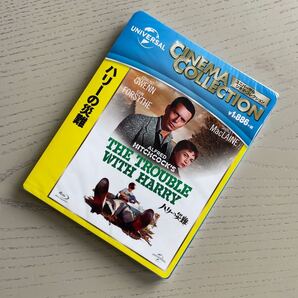 UNIVERSAL
CINEMA
COLLECTION
ハリーの災難
GWENN
FORSYTHE
MACLAINE
ALFRED
HITCHCOCK'S
THE TROUBLE
WITH HARRY
ハリーの災難